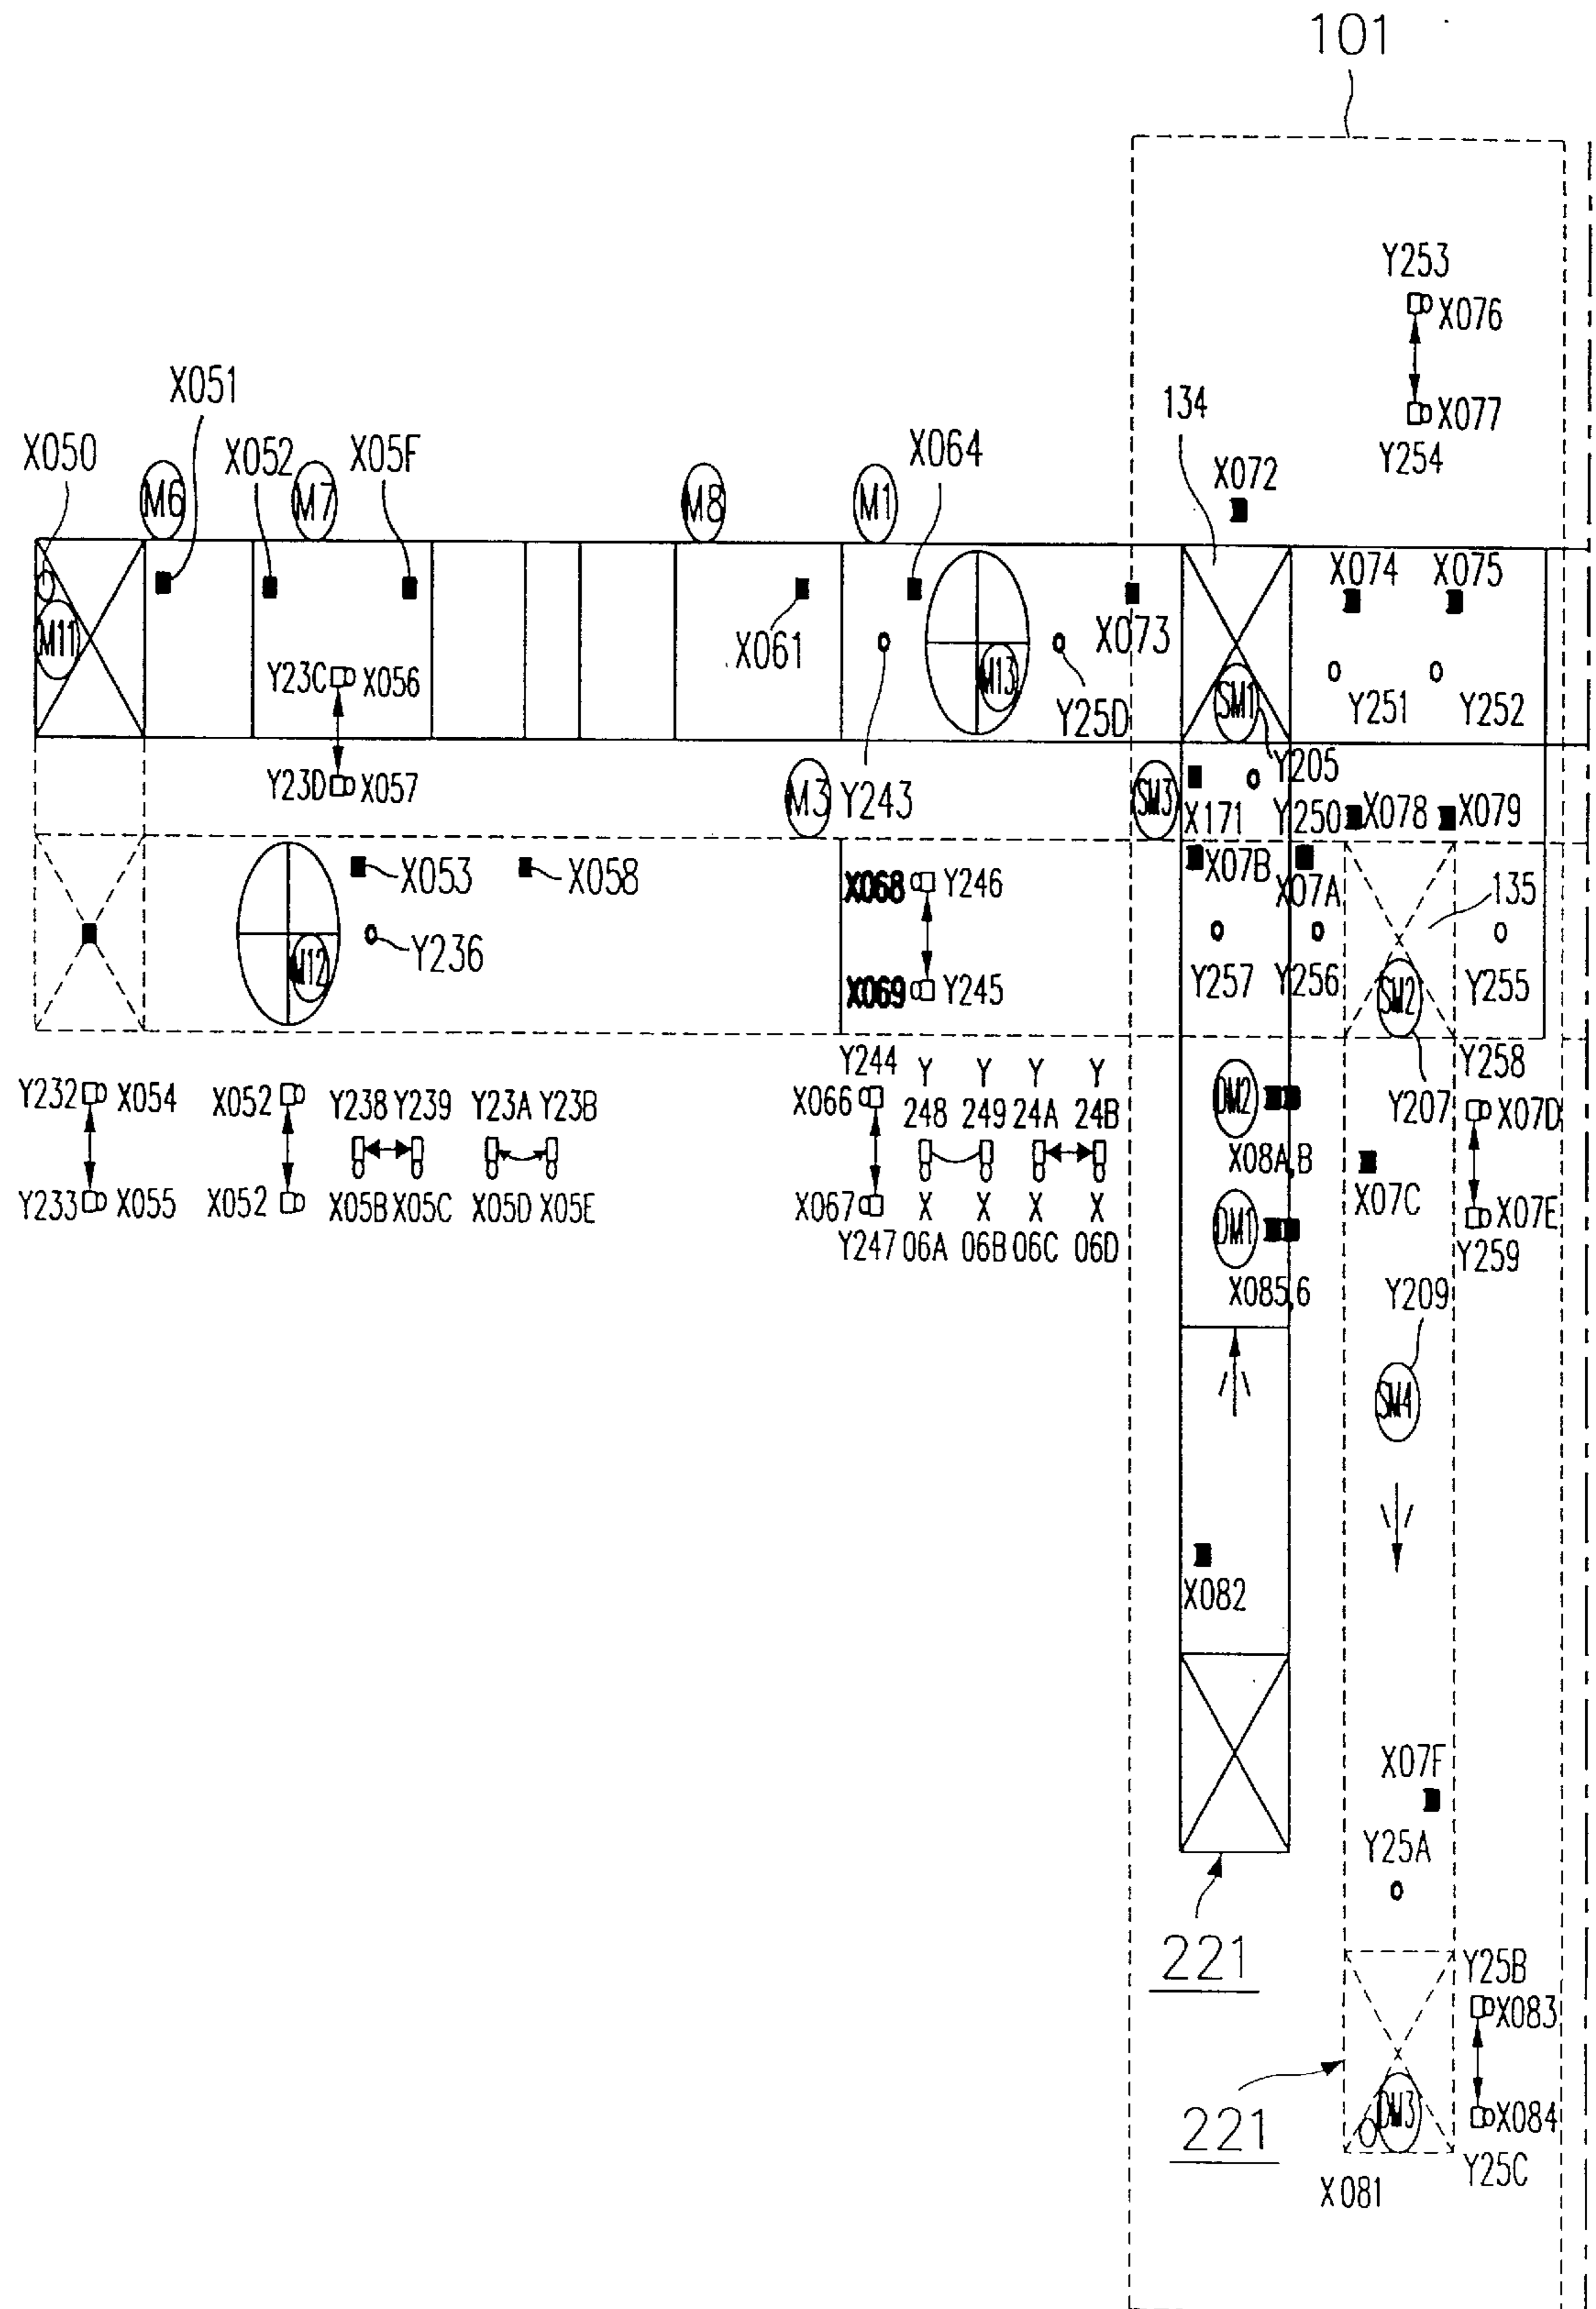 101
Y253
X076
X077
Y254
134
X072
X051
X050
M6
X052
M7
X05F
M8
M1
X064
X074
X075
M11
X061
M13
Y25D
X073
SM1
Y251
Y252
Y23C
X056
Y23D
X057
M3
Y243
SM3
Y205
X171
Y250
X078
X079
X053
X058
X068
Y246
X07B
X07A
135
M12
Y236
X069
Y245
Y257
Y256
SM2
Y255
Y232
X054
X052
Y238
Y239
Y23A
Y23B
Y244
X066
Y
248
Y
249
Y
24A
Y
24B
DM2
X08A,B
Y207
Y258
X07D
Y233
X055
X052
X05B
X05C
X05D
X05E
X067
Y247
X
06A
X
06B
X
06C
X
06D
DM1
X085,6
X07C
X07E
Y259
Y209
SM4
X082
X07F
Y25A
221
Y25B
X083
221
DM3
X084
Y25C
X081